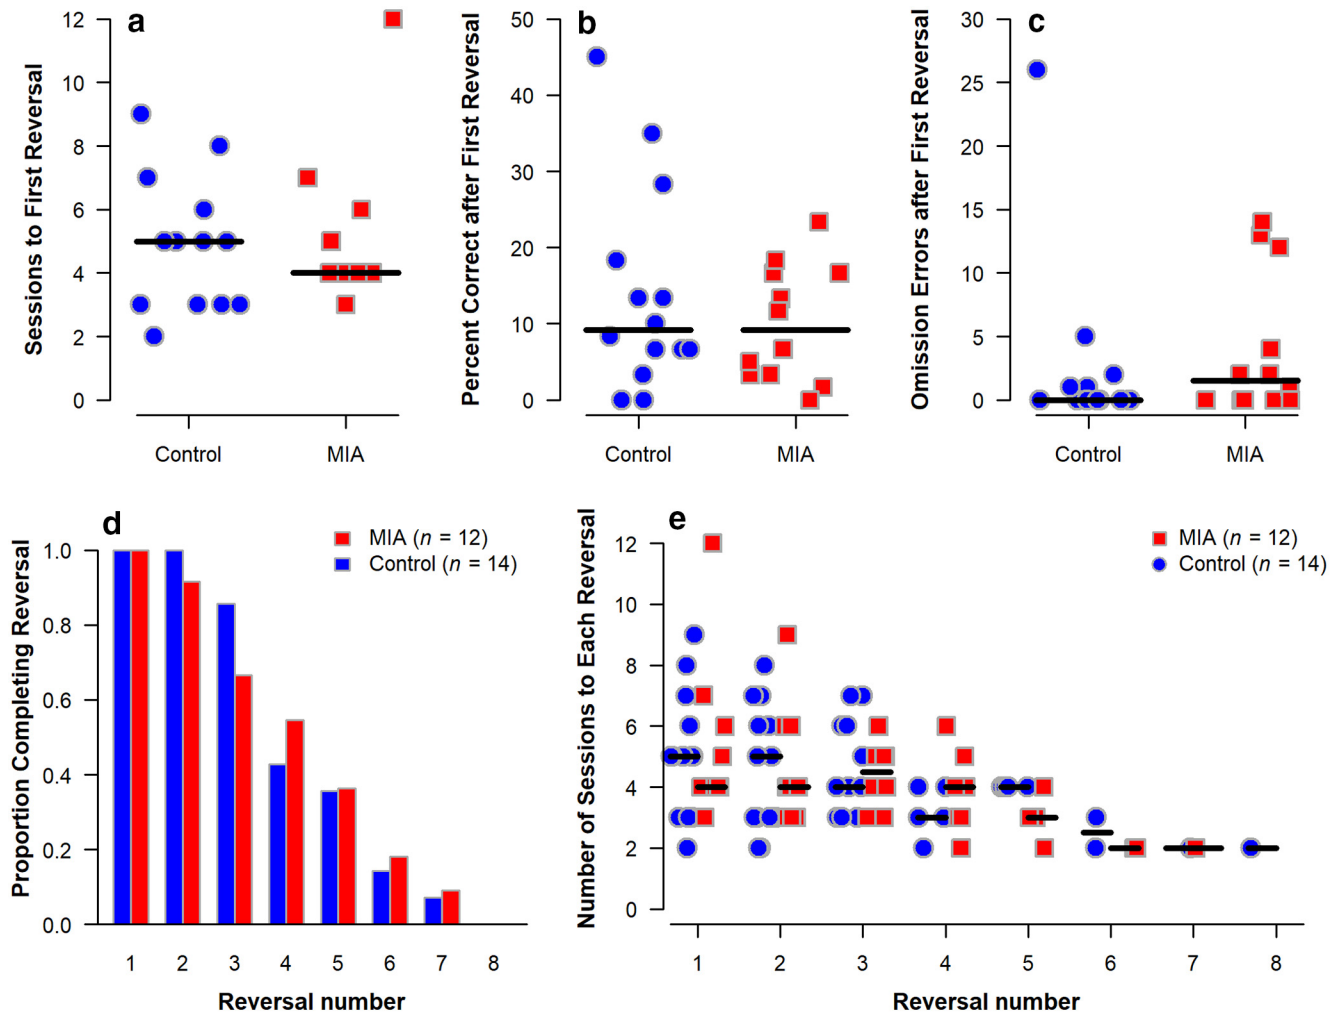 a
Sessions to First Reversal
12
10
8
6
4
2
0
Control
MIA
b
Percent Correct after First Reversal
50
40
30
20
10
0
Control
MIA
c
Omission Errors after First Reversal
30
25
20
15
10
5
0
Control
MIA
d
MIA (n = 12)
Control (n = 14)
Proportion Completing Reversal
1.0
0.8
0.6
0.4
0.2
0.0
1 2 3 4 5 6 7 8
Reversal number
e
MIA (n = 12)
Control (n = 14)
Number of Sessions to Each Reversal
12
10
8
6
4
2
0
1 2 3 4 5 6 7 8
Reversal number